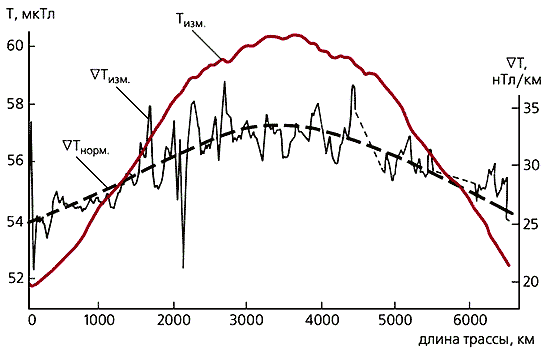 T, мкТл
Tизм.
∇T,
нТл/км
60
∇Tизм.
58
35
∇Tнорм.
56
30
54
25
52
20
0 1000 2000 3000 4000 5000 6000
длина трассы, км